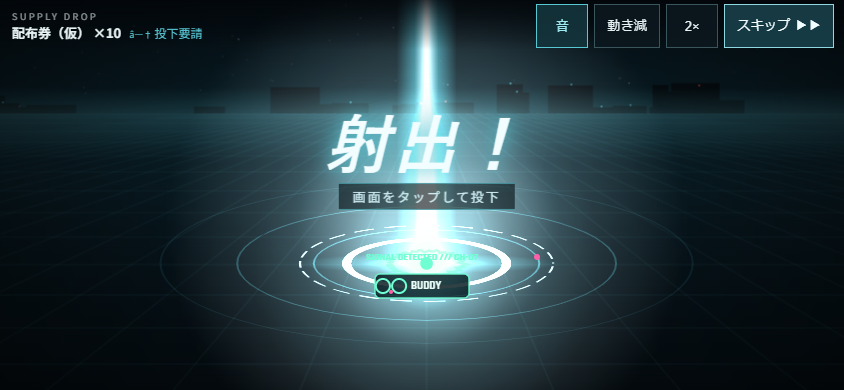 SUPPLY DROP
配布券（仮） ×10 â—† 投下要請
音
動き減
2×
スキップ ▶▶
射出！
画面をタップして投下
BUDDY